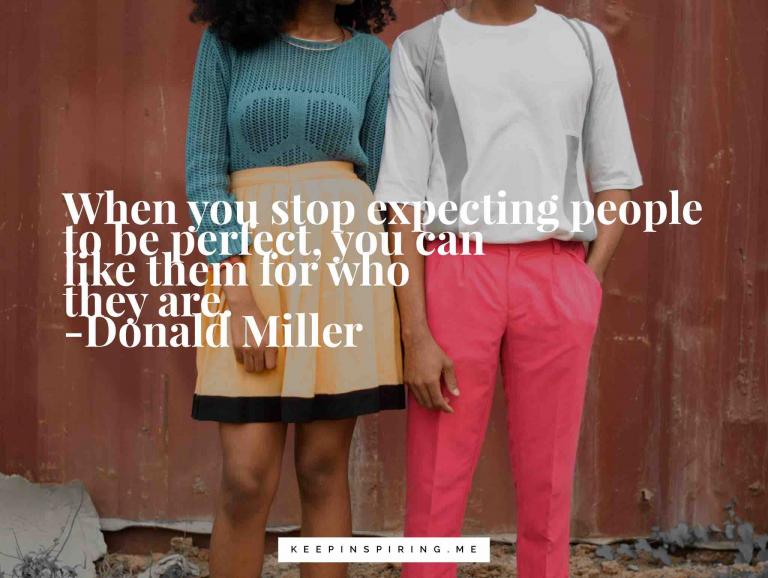 When you stop expecting people
to be perfect, you can
like them for who
they are.
-Donald Miller
KEEPINSPIRING.ME